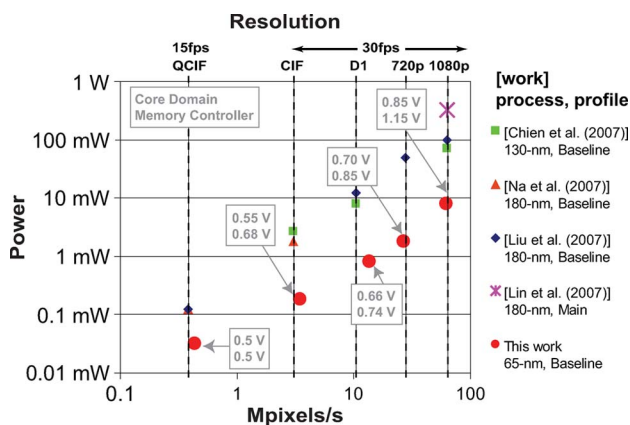 Resolution
15fps
30fps
QCIF
CIF
D1
720p
1080p
1 W
100 mW
10 mW
1 mW
0.1 mW
0.01 mW
Power
Core Domain
Memory Controller
0.85 V
1.15 V
0.70 V
0.85 V
0.55 V
0.68 V
0.66 V
0.74 V
0.5 V
0.5 V
0.1
1
10
100
Mpixels/s
[work]
process, profile
[Chien et al. (2007)]
130-nm, Baseline
[Na et al. (2007)]
180-nm, Baseline
[Liu et al. (2007)]
180-nm, Baseline
[Lin et al. (2007)]
180-nm, Main
This work
65-nm, Baseline